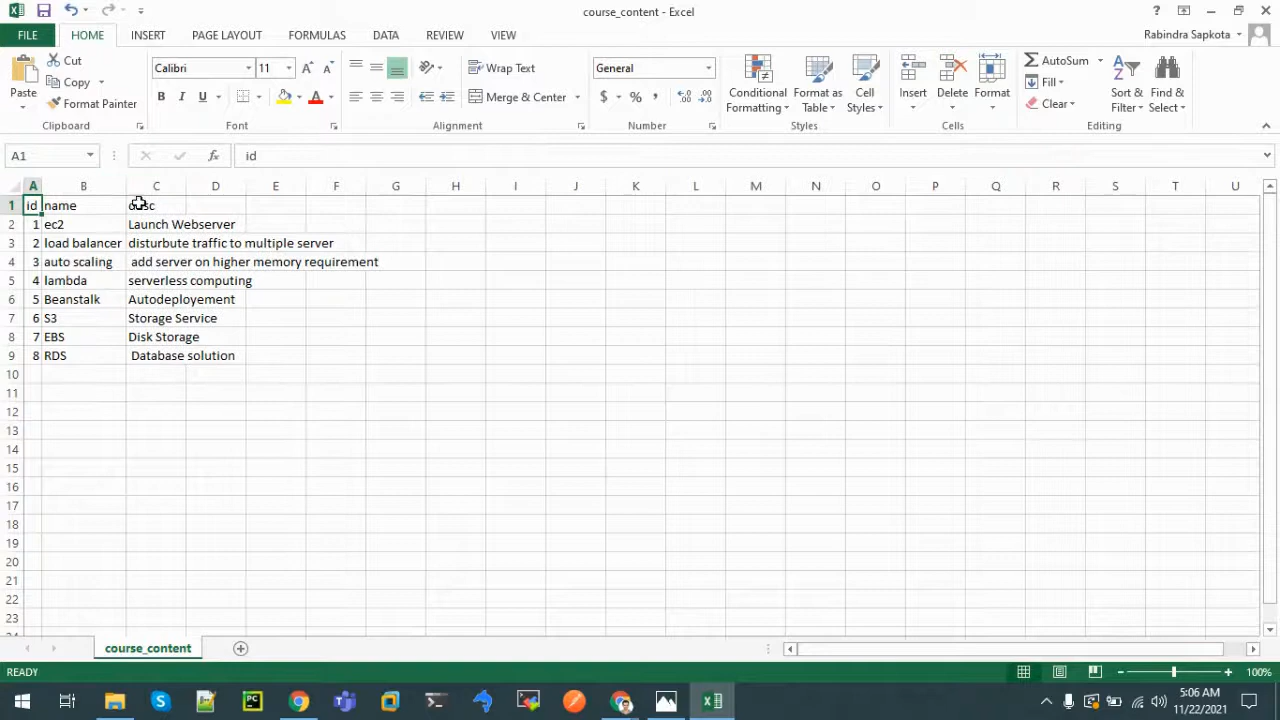 course_content - Excel
?
FILE HOME INSERT PAGE LAYOUT FORMULAS DATA REVIEW VIEW
Rabindra Sapkota
Paste
Cut
Copy
Format Painter
Clipboard
Calibri 11
B I U
Font
Wrap Text
Merge & Center
Alignment
General
$ % ,
Number
Conditional Formatting
Format as Table
Cell Styles
Styles
Insert Delete Format
Cells
AutoSum
Fill
Clear
Sort & Filter
Find & Select
Editing
A1 fx id
A B C D E F G H I J K L M N O P Q R S T U
1 id name
2 1 ec2 Launch Webserver
3 2 load balancer disturbute traffic to multiple server
4 3 auto scaling add server on higher memory requirement
5 4 lambda serverless computing
6 5 Beanstalk Autodeployement
7 6 S3 Storage Service
8 7 EBS Disk Storage
9 8 RDS Database solution
10
11
12
13
14
15
16
17
18
19
20
21
22
23
course_content
READY
100%
5:06 AM
11/22/2021